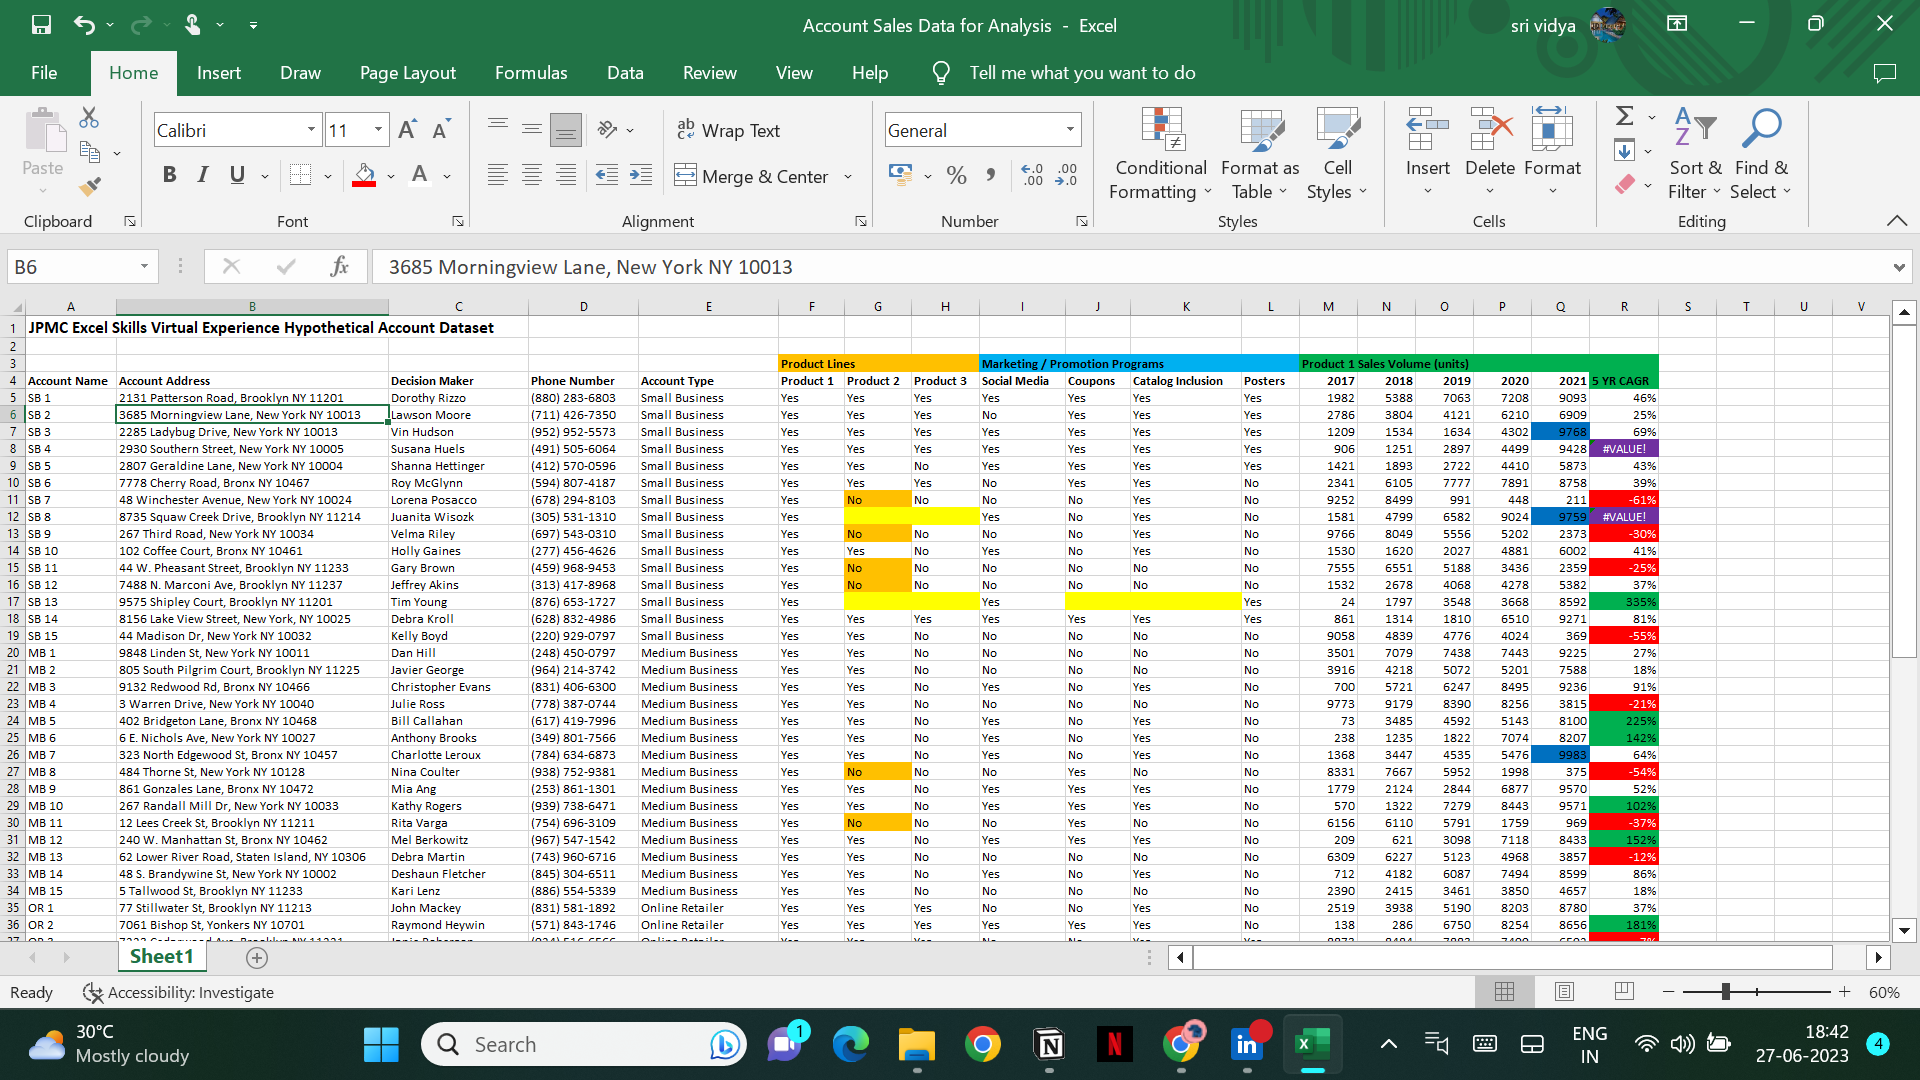 Account Sales Data for Analysis - Excel
sri vidya
File Home Insert Draw Page Layout Formulas Data Review View Help Tell me what you want to do
Paste
Clipboard
Calibri 11
B I U
Font
Wrap Text
Merge & Center
Alignment
General
Number
Conditional Formatting
Format as Table
Cell Styles
Styles
Insert Delete Format
Cells
Sort & Filter
Find & Select
Editing
B6 fx 3685 Morningview Lane, New York NY 10013
A B C D E F G H I J K L M N O P Q R S T U V
1 JPMC Excel Skills Virtual Experience Hypothetical Account Dataset
2
3 Product Lines Marketing / Promotion Programs Product 1 Sales Volume (units)
4 Account Name Account Address Decision Maker Phone Number Account Type Product 1 Product 2 Product 3 Social Media Coupons Catalog Inclusion Posters 2017 2018 2019 2020 2021 5 YR CAGR
5 SB 1 2131 Patterson Road, Brooklyn NY 11201 Dorothy Rizzo (880) 283-6803 Small Business Yes Yes Yes Yes Yes Yes Yes 1982 5388 7063 7208 9093 46%
6 SB 2 3685 Morningview Lane, New York NY 10013 Lawson Moore (711) 426-7350 Small Business Yes Yes Yes No Yes Yes Yes 2786 3804 4121 6210 6909 25%
7 SB 3 2285 Ladybug Drive, New York NY 10013 Vin Hudson (952) 952-5573 Small Business Yes Yes Yes Yes Yes Yes Yes 1209 1534 1634 4302 9768 69%
8 SB 4 2930 Southern Street, New York NY 10005 Susana Huels (491) 505-6064 Small Business Yes Yes Yes Yes Yes Yes Yes 906 1251 2897 4499 9428 #VALUE!
9 SB 5 2807 Geraldine Lane, New York NY 10004 Shanna Hettinger (412) 570-0596 Small Business Yes Yes No Yes Yes Yes Yes 1421 1893 2722 4410 5873 43%
10 SB 6 7778 Cherry Road, Bronx NY 10467 Roy McGlynn (594) 807-4187 Small Business Yes Yes Yes No Yes Yes No 2341 6105 7777 7891 8758 39%
11 SB 7 48 Winchester Avenue, New York NY 10024 Lorena Posacco (678) 294-8103 Small Business Yes No No No No Yes No 9252 8499 991 448 211 -61%
12 SB 8 8735 Squaw Creek Drive, Brooklyn NY 11214 Juanita Wisozk (305) 531-1310 Small Business Yes Yes No Yes No 1581 4799 6582 9024 9759 #VALUE!
13 SB 9 267 Third Road, New York NY 10034 Velma Riley (697) 543-0310 Small Business Yes No No No No Yes No 9766 8049 5556 5202 2373 -30%
14 SB 10 102 Coffee Court, Bronx NY 10461 Holly Gaines (277) 456-4626 Small Business Yes Yes No Yes No Yes No 1530 1620 2027 4881 6002 41%
15 SB 11 44 W. Pheasant Street, Brooklyn NY 11233 Gary Brown (459) 968-9453 Small Business Yes No No No No No No 7555 6551 5188 3436 2359 -25%
16 SB 12 7488 N. Marconi Ave, Brooklyn NY 11237 Jeffrey Akins (313) 417-8968 Small Business Yes No No No No No No 1532 2678 4068 4278 5382 37%
17 SB 13 9575 Shipley Court, Brooklyn NY 11201 Tim Young (876) 653-1727 Small Business Yes Yes Yes 24 1797 3548 3668 8592 335%
18 SB 14 8156 Lake View Street, New York, NY 10025 Debra Kroll (628) 832-4986 Small Business Yes Yes Yes Yes Yes Yes Yes 861 1314 1810 6510 9271 81%
19 SB 15 44 Madison Dr, New York NY 10032 Kelly Boyd (220) 929-0797 Small Business Yes Yes No No No No No 9058 4839 4776 4024 369 -55%
20 MB 1 9848 Linden St, New York NY 10011 Dan Hill (248) 450-0797 Medium Business Yes Yes No No No No No 3501 7079 7438 7443 9225 27%
21 MB 2 805 South Pilgrim Court, Brooklyn NY 11225 Javier George (964) 214-3742 Medium Business Yes Yes No No No No No 3916 4218 5072 5201 7588 18%
22 MB 3 9132 Redwood Rd, Bronx NY 10466 Christopher Evans (831) 406-6300 Medium Business Yes Yes No Yes No Yes No 700 5721 6247 8495 9236 91%
23 MB 4 3 Warren Drive, New York NY 10040 Julie Ross (778) 387-0744 Medium Business Yes Yes No No No No No 9773 9179 8390 8256 3815 -21%
24 MB 5 402 Bridgeton Lane, Bronx NY 10468 Bill Callahan (617) 419-7996 Medium Business Yes Yes No Yes No Yes No 73 3485 4592 5143 8100 225%
25 MB 6 6 E. Nichols Ave, New York NY 10027 Anthony Brooks (349) 801-7566 Medium Business Yes Yes No Yes No Yes No 238 1235 1822 7074 8207 142%
26 MB 7 323 North Edgewood St, Bronx NY 10457 Charlotte Leroux (784) 634-6873 Medium Business Yes Yes No Yes No Yes No 1368 3447 4535 5476 9983 64%
27 MB 8 484 Thorne St, New York NY 10128 Nina Coulter (938) 752-9381 Medium Business Yes No No No Yes No No 8331 7667 5952 1998 375 -54%
28 MB 9 861 Gonzales Lane, Bronx NY 10472 Mia Ang (253) 861-1301 Medium Business Yes Yes No Yes Yes Yes No 1779 2124 2844 6877 9570 52%
29 MB 10 267 Randall Mill Dr, New York NY 10033 Kathy Rogers (939) 738-6471 Medium Business Yes Yes No Yes Yes Yes No 570 1322 7279 8443 9571 102%
30 MB 11 12 Lees Creek St, Brooklyn NY 11211 Rita Varga (754) 696-3109 Medium Business Yes No No No Yes No No 6156 6110 5791 1759 969 -37%
31 MB 12 240 W. Manhattan St, Bronx NY 10462 Mel Berkowitz (967) 547-1542 Medium Business Yes Yes No Yes No Yes No 209 621 3098 7118 8433 152%
32 MB 13 62 Lower River Road, Staten Island, NY 10306 Debra Martin (743) 960-6716 Medium Business Yes Yes No No No No No 6309 6227 5123 4968 3857 -12%
33 MB 14 48 S. Brandywine St, New York NY 10002 Deshaun Fletcher (845) 304-6511 Medium Business Yes Yes No Yes No Yes No 712 4182 6087 7494 8599 86%
34 MB 15 5 Tallwood St, Brooklyn NY 11233 Kari Lenz (886) 554-5339 Medium Business Yes Yes No No No No No 2390 2415 3461 3850 4657 18%
35 OR 1 77 Stillwater St, Brooklyn NY 11213 John Mackey (831) 581-1892 Online Retailer Yes Yes Yes No No Yes No 2519 3938 5190 8203 8780 37%
36 OR 2 7061 Bishop St, Yonkers NY 10701 Raymond Heywin (571) 843-1746 Online Retailer Yes Yes Yes Yes Yes Yes No 138 286 6750 8254 8656 181%
Sheet1
Ready Accessibility: Investigate 60%
30°C
Mostly cloudy
Search
1
ENG
IN
18:42
27-06-2023
4